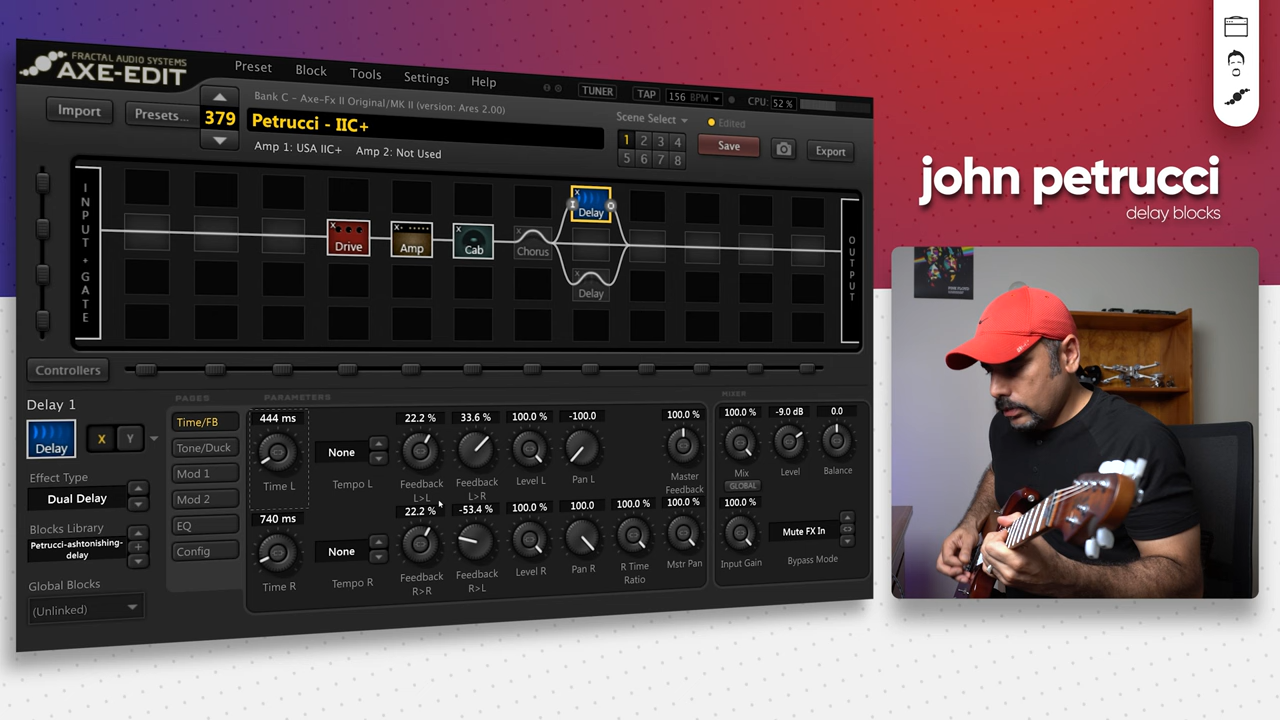 FRACTAL AUDIO SYSTEMS
AXE-EDIT
Preset Block Tools Settings Help
TUNER TAP 156 BPM CPU: 52 %
Import Presets... 379
Bank C - Axe-Fx II Original/MK II (version: Ares 2.00)
Petrucci - IIC+
Amp 1: USA IIC+ Amp 2: Not Used
Scene Select Edited
1 2 3 4
5 6 7 8
Save Export
INPUT + GATE
X Drive
X Amp
X Cab
X Chorus
X Delay
X Delay
OUTPUT
Controllers
Delay 1
Delay
X Y
Effect Type
Dual Delay
Blocks Library
Petrucci-ashtonishing-
delay
Global Blocks
(Unlinked)
PAGES
Time/FB
Tone/Duck
Mod 1
Mod 2
EQ
Config
PARAMETERS
444 ms 22.2 % 33.6 % 100.0 % -100.0 100.0 %
None
Time L Tempo L Feedback L>L Feedback L>R Level L Pan L Master Feedback
740 ms 22.2 % -53.4 % 100.0 % 100.0 100.0 % 100.0 %
None
Time R Tempo R Feedback R>R Feedback R>L Level R Pan R R Time Ratio Mstr Pan
MIXER
100.0 % -9.0 dB 0.0
Mix Level Balance
GLOBAL
100.0 %
Mute FX In
Input Gain Bypass Mode
john petrucci
delay blocks
PINK FLOYD